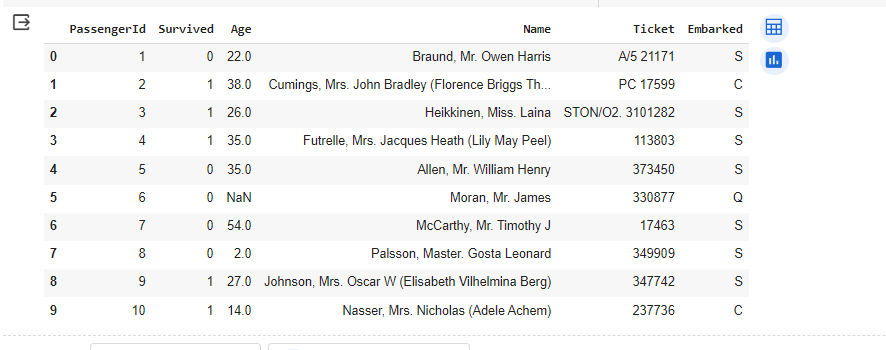 PassengerId Survived Age Name Ticket Embarked
0 1 0 22.0 Braund, Mr. Owen Harris A/5 21171 S
1 2 1 38.0 Cumings, Mrs. John Bradley (Florence Briggs Th... PC 17599 C
2 3 1 26.0 Heikkinen, Miss. Laina STON/O2. 3101282 S
3 4 1 35.0 Futrelle, Mrs. Jacques Heath (Lily May Peel) 113803 S
4 5 0 35.0 Allen, Mr. William Henry 373450 S
5 6 0 NaN Moran, Mr. James 330877 Q
6 7 0 54.0 McCarthy, Mr. Timothy J 17463 S
7 8 0 2.0 Palsson, Master. Gosta Leonard 349909 S
8 9 1 27.0 Johnson, Mrs. Oscar W (Elisabeth Vilhelmina Berg) 347742 S
9 10 1 14.0 Nasser, Mrs. Nicholas (Adele Achem) 237736 C